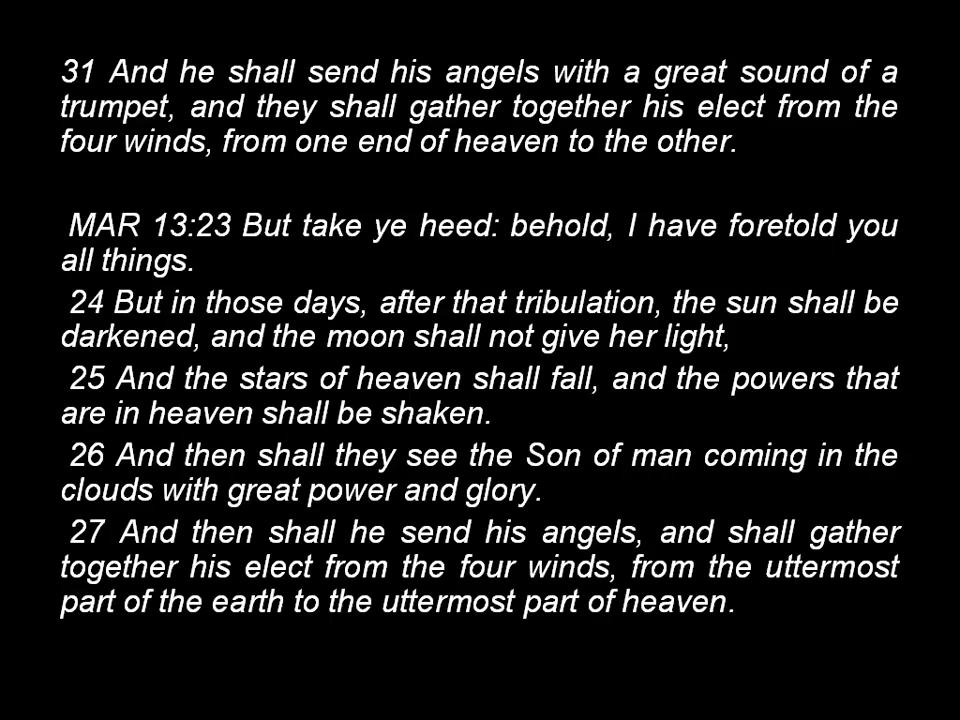 31 And he shall send his angels with a great sound of a
trumpet, and they shall gather together his elect from the
four winds, from one end of heaven to the other.
MAR 13:23 But take ye heed: behold, I have foretold you
all things.
24 But in those days, after that tribulation, the sun shall be
darkened, and the moon shall not give her light,
25 And the stars of heaven shall fall, and the powers that
are in heaven shall be shaken.
26 And then shall they see the Son of man coming in the
clouds with great power and glory.
27 And then shall he send his angels, and shall gather
together his elect from the four winds, from the uttermost
part of the earth to the uttermost part of heaven.